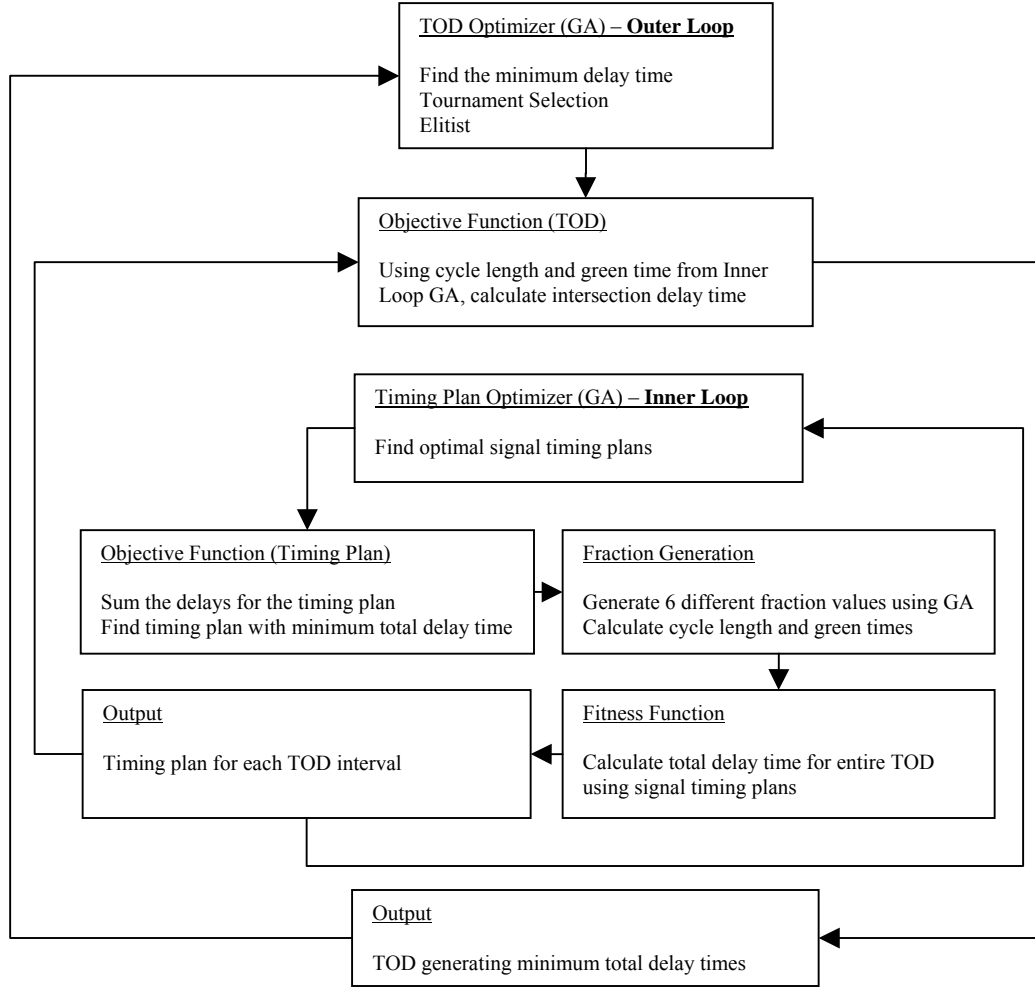 TOD Optimizer (GA) – Outer Loop
Find the minimum delay time
Tournament Selection
Elitist
Objective Function (TOD)
Using cycle length and green time from Inner
Loop GA, calculate intersection delay time
Timing Plan Optimizer (GA) – Inner Loop
Find optimal signal timing plans
Objective Function (Timing Plan)
Sum the delays for the timing plan
Find timing plan with minimum total delay time
Fraction Generation
Generate 6 different fraction values using GA
Calculate cycle length and green times
Output
Timing plan for each TOD interval
Fitness Function
Calculate total delay time for entire TOD
using signal timing plans
Output
TOD generating minimum total delay times